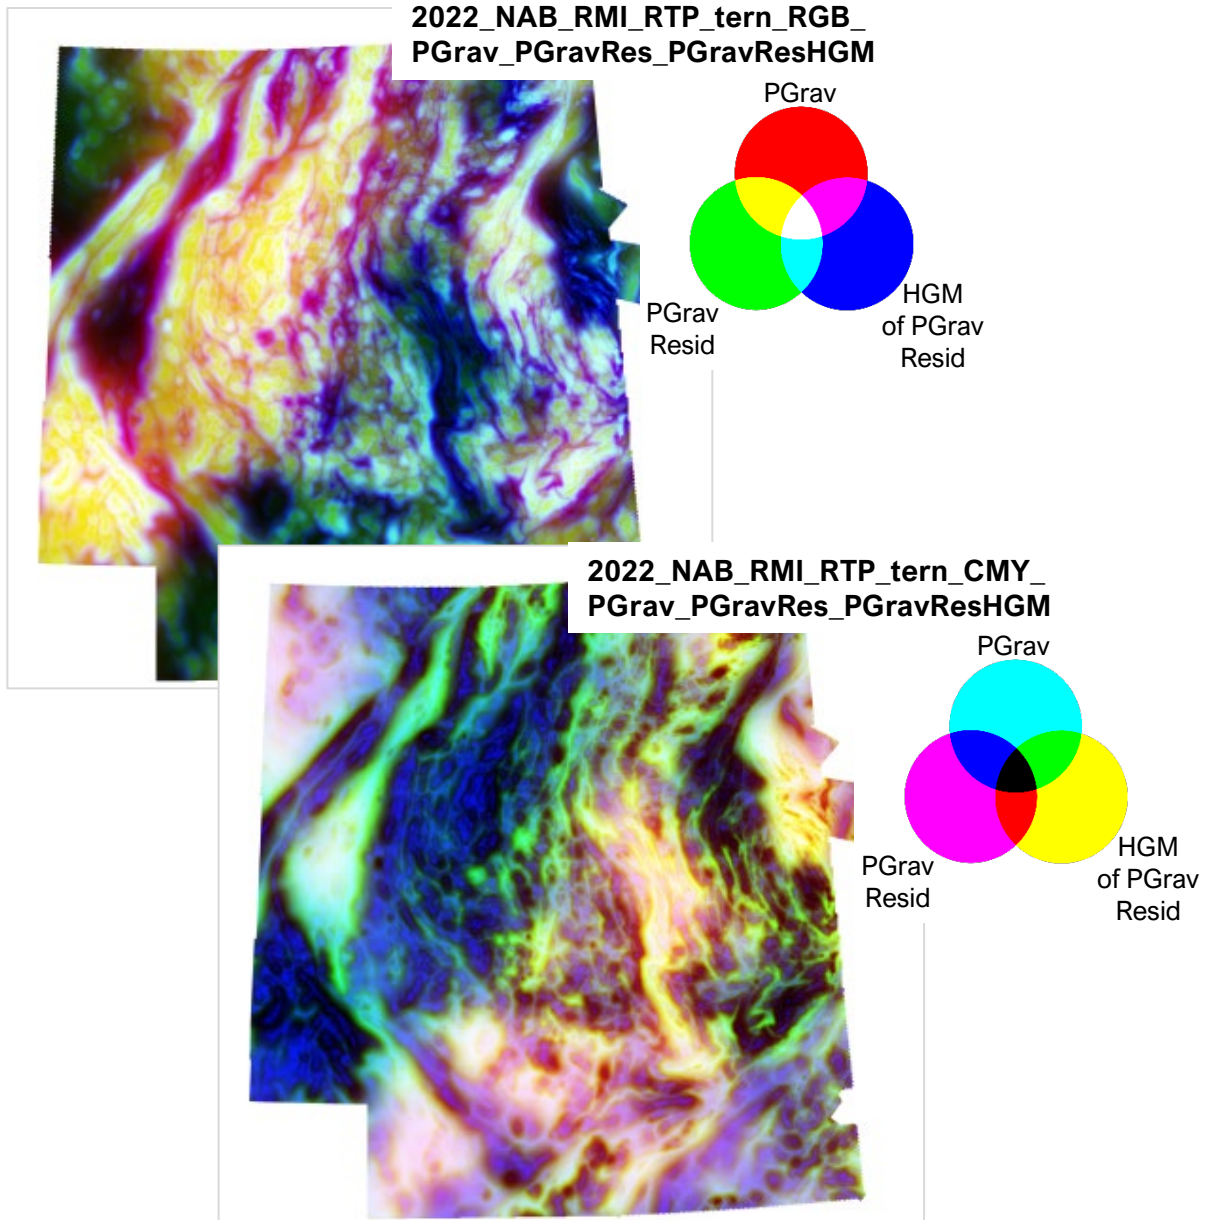 2022_NAB_RMI_RTP_tern_RGB_
PGrav_PGravRes_PGravResHGM
PGrav
PGrav
Resid
HGM
of PGrav
Resid
2022_NAB_RMI_RTP_tern_CMY_
PGrav_PGravRes_PGravResHGM
PGrav
PGrav
Resid
HGM
of PGrav
Resid